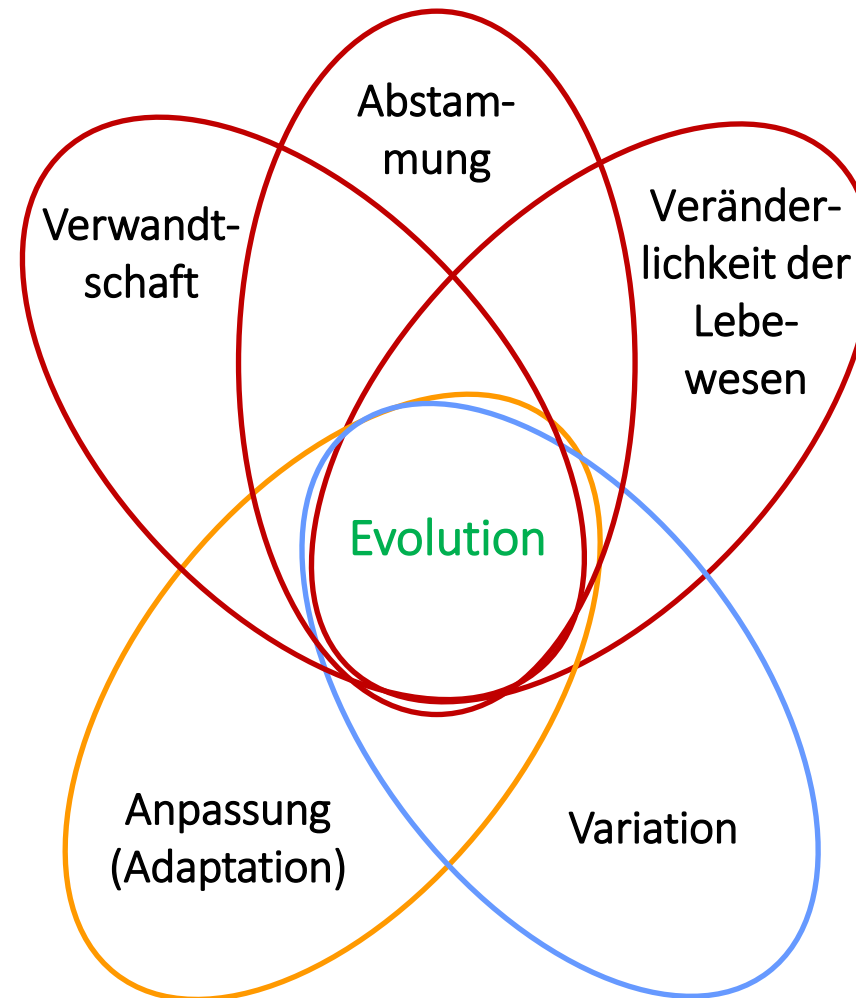 Abstam-
mung
Verwandt-
schaft
Veränder-
lichkeit der
Lebe-
wesen
Evolution
Anpassung
(Adaptation)
Variation